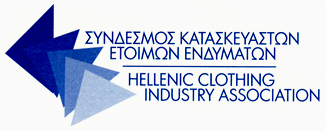 ΣΥΝΔΕΣΜΟΣ ΚΑΤΑΣΚΕΥΑΣΤΩΝ
ΕΤΟΙΜΩΝ ΕΝΔΥΜΑΤΩΝ
HELLENIC CLOTHING
INDUSTRY ASSOCIATION